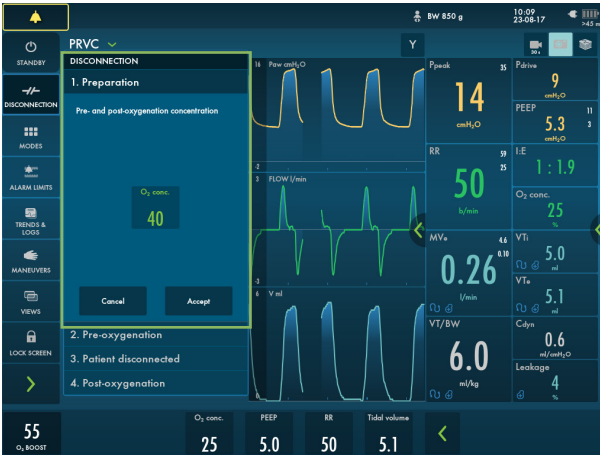 BW 850 g
10:09
23-08-17
>45 m
STANDBY
DISCONNECTION
MODES
ALARM LIMITS
TRENDS &
LOGS
MANEUVERS
VIEWS
LOCK SCREEN
55
O₂ BOOST
PRVC
Y
30 s
DISCONNECTION
1. Preparation
Pre- and post-oxygenation concentration
O₂ conc.
40
Cancel
Accept
2. Pre-oxygenation
3. Patient disconnected
4. Post-oxygenation
16 Paw cmH₂O
-2
3 FLOW l/min
-3
6 V ml
0
Ppeak 35
14
cmH₂O
RR 59
25
50
b/min
MVe 4.6
0.10
0.26
l/min
VT/BW
6.0
ml/kg
Pdrive
9
cmH₂O
PEEP 11
5.3 3
cmH₂O
I:E
1 : 1.9
O₂ conc.
25
%
VTi
5.0
ml
VTe
5.1
ml
Cdyn
0.6
ml/cmH₂O
Leakage
4
%
O₂ conc.
25
PEEP
5.0
RR
50
Tidal volume
5.1